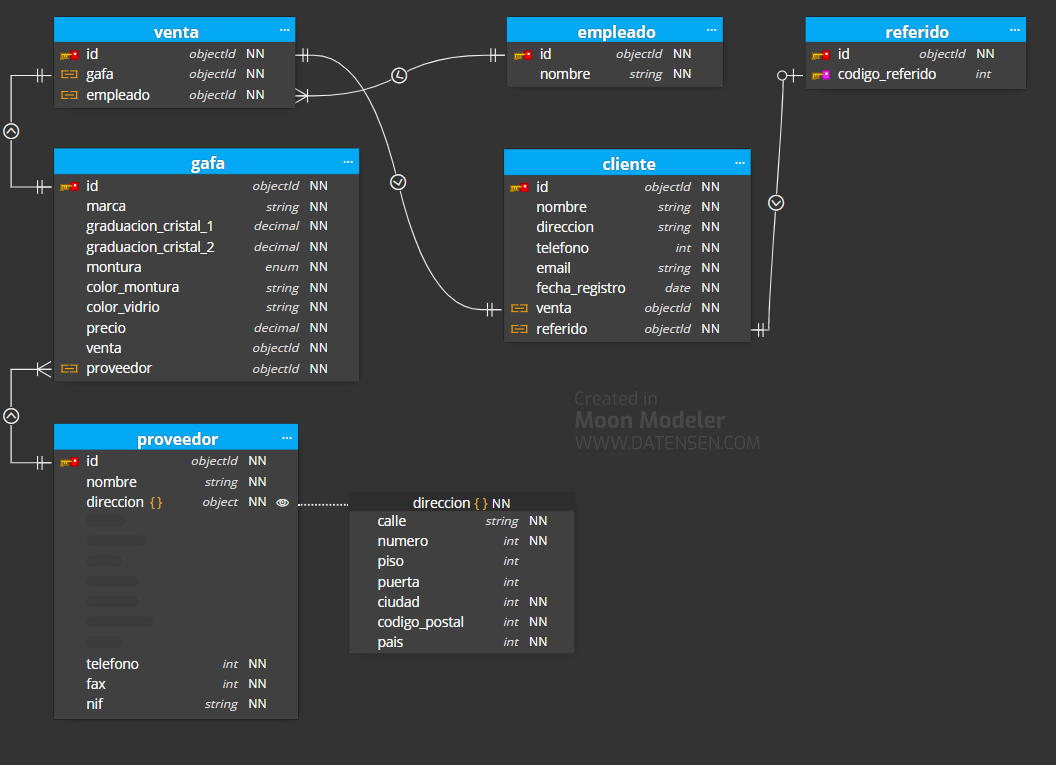 venta ...
id objectId NN
gafa objectId NN
empleado objectId NN
empleado ...
id objectId NN
nombre string NN
referido ...
id objectId NN
codigo_referido int
gafa ...
id objectId NN
marca string NN
graduacion_cristal_1 decimal NN
graduacion_cristal_2 decimal NN
montura enum NN
color_montura string NN
color_vidrio string NN
precio decimal NN
venta objectId NN
proveedor objectId NN
cliente ...
id objectId NN
nombre string NN
direccion string NN
telefono int NN
email string NN
fecha_registro date NN
venta objectId NN
referido objectId NN
Created in
Moon Modeler
WWW.DATENSEN.COM
proveedor ...
id objectId NN
nombre string NN
direccion {} object NN
telefono int NN
fax int NN
nif string NN
direccion {} NN
calle string NN
numero int NN
piso int
puerta int
ciudad int NN
codigo_postal int NN
pais int NN